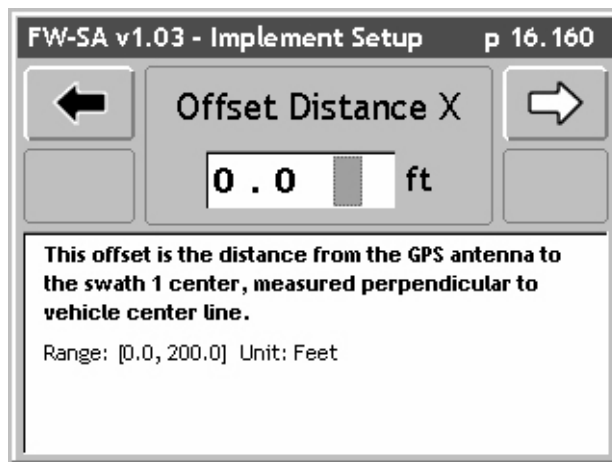 FW-SA v1.03 - Implement Setup p 16.160
Offset Distance X
0.0 ft
This offset is the distance from the GPS antenna to
the swath 1 center, measured perpendicular to
vehicle center line.
Range: [0.0, 200.0] Unit: Feet